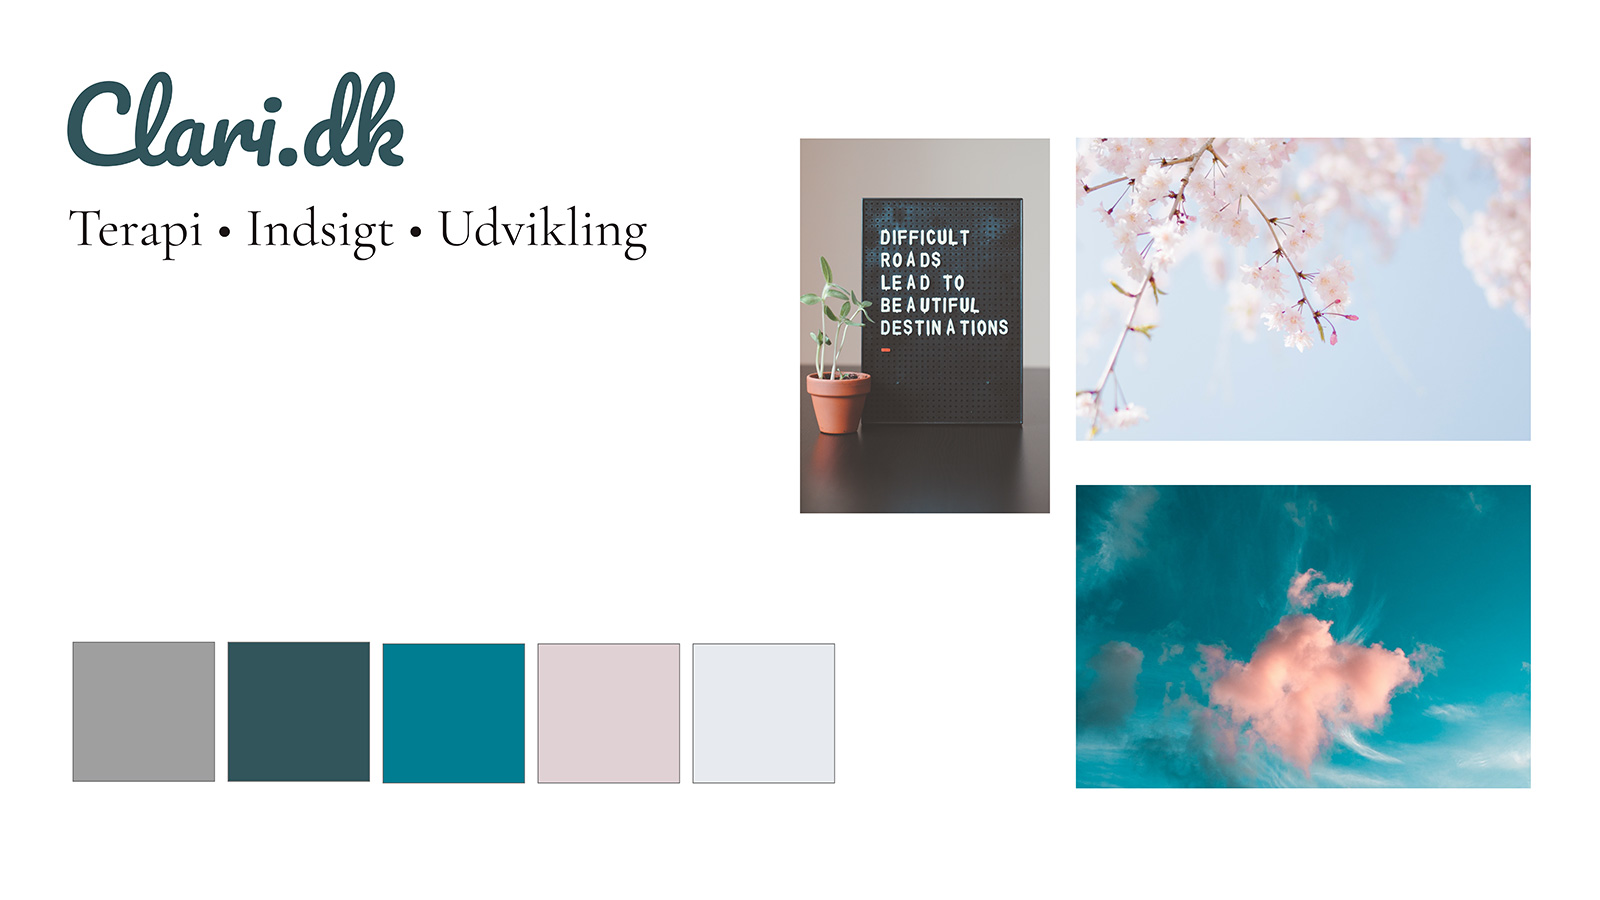 Clari.dk
Terapi • Indsigt • Udvikling
DIFFICULT
ROADS
LEAD TO
BEAUTIFUL
DESTINATIONS